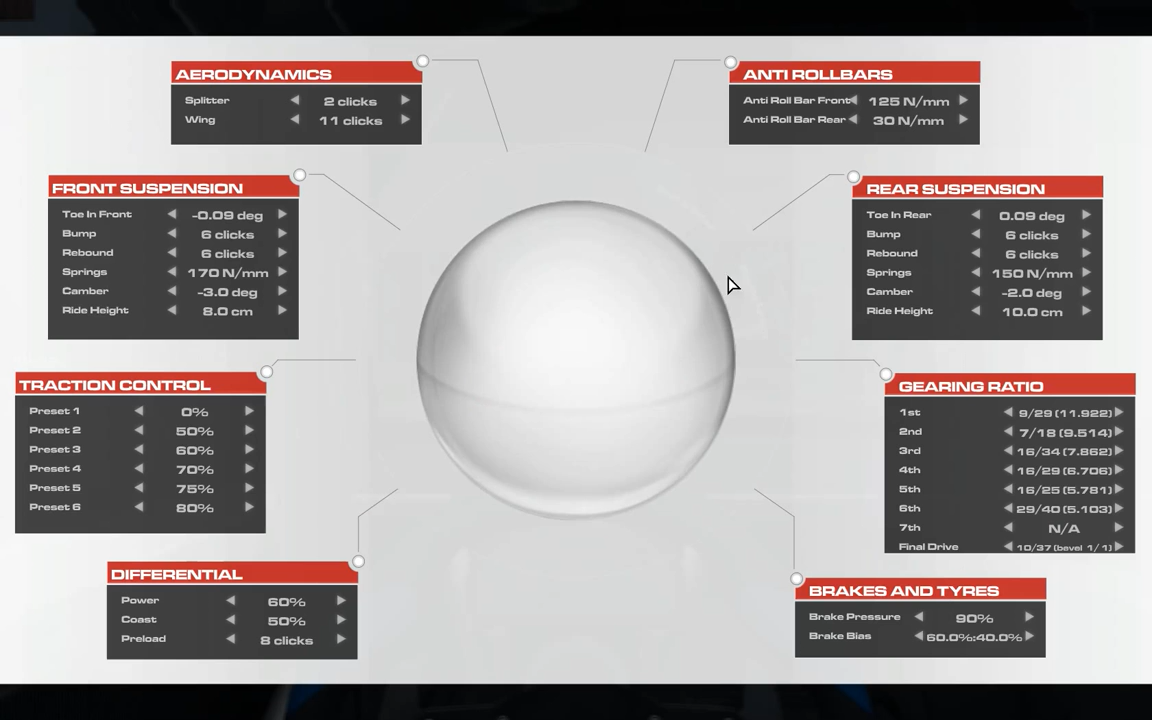 AERODYNAMICS
Splitter 2 clicks
Wing 11 clicks
ANTI ROLLBARS
Anti Roll Bar Front 125 N/mm
Anti Roll Bar Rear 30 N/mm
FRONT SUSPENSION
Toe In Front -0.09 deg
Bump 6 clicks
Rebound 6 clicks
Springs 170 N/mm
Camber -3.0 deg
Ride Height 8.0 cm
REAR SUSPENSION
Toe In Rear 0.09 deg
Bump 6 clicks
Rebound 6 clicks
Springs 150 N/mm
Camber -2.0 deg
Ride Height 10.0 cm
TRACTION CONTROL
Preset 1 0%
Preset 2 50%
Preset 3 60%
Preset 4 70%
Preset 5 75%
Preset 6 80%
GEARING RATIO
1st 9/29 (11.922)
2nd 7/18 (9.514)
3rd 16/34 (7.862)
4th 16/29 (6.706)
5th 16/25 (5.781)
6th 29/40 (5.103)
7th N/A
Final Drive 10/37 (bevel 1/1)
DIFFERENTIAL
Power 60%
Coast 50%
Preload 8 clicks
BRAKES AND TYRES
Brake Pressure 90%
Brake Bias 60.0%:40.0%